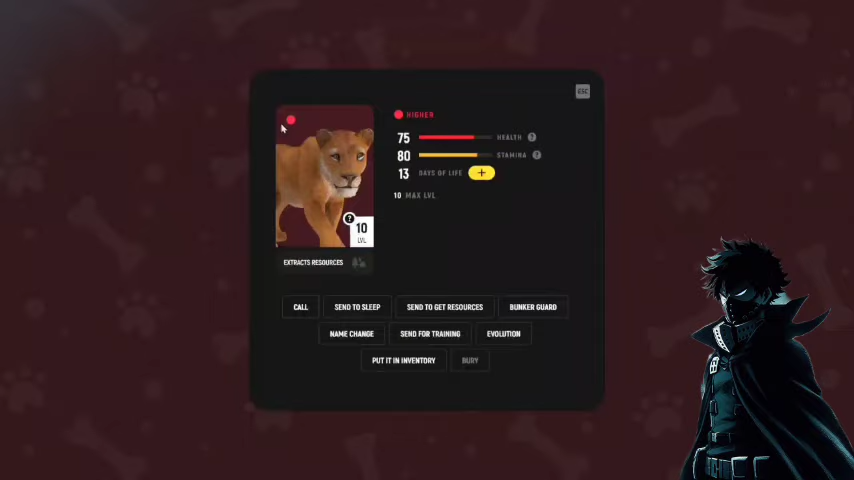 ESC
HIGHER
75 HEALTH ?
80 STAMINA ?
13 DAYS OF LIFE +
10 MAX LVL
?
10
LVL
EXTRACTS RESOURCES
CALL SEND TO SLEEP SEND TO GET RESOURCES BUNKER GUARD
NAME CHANGE SEND FOR TRAINING EVOLUTION
PUT IT IN INVENTORY BURY